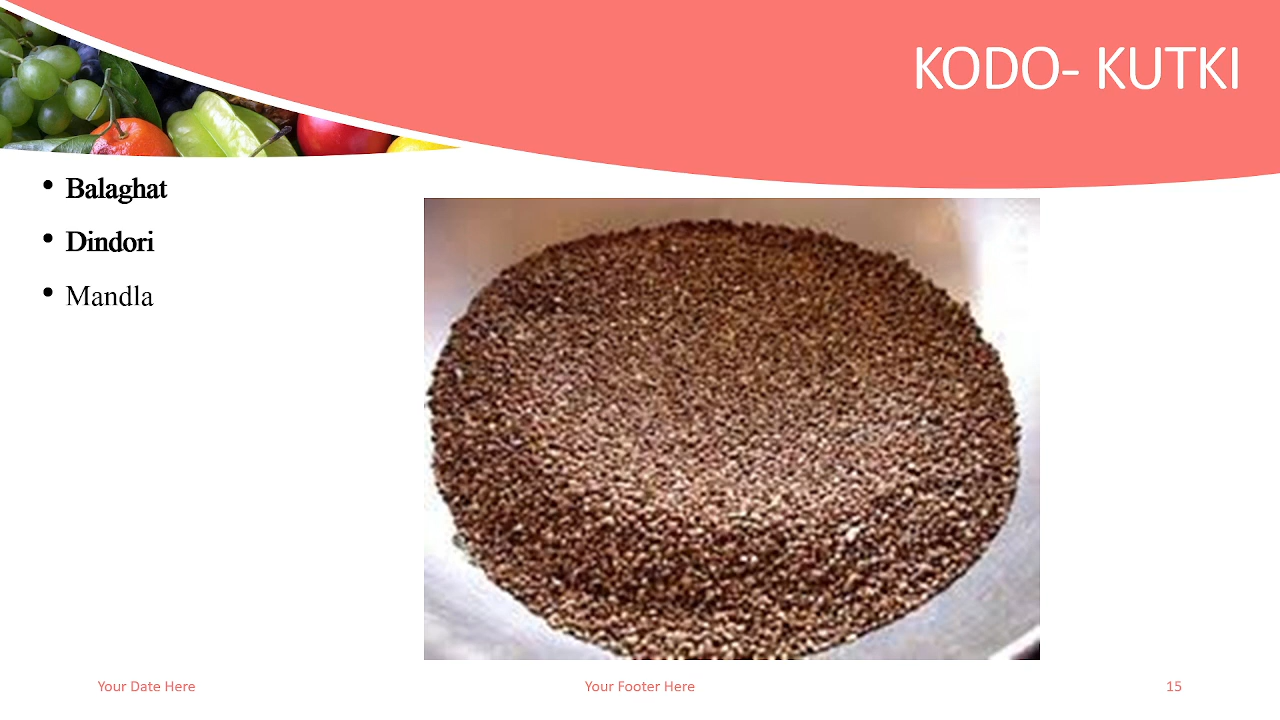 KODO- KUTKI
• Balaghat
• Dindori
• Mandla
Your Date Here
Your Footer Here
15